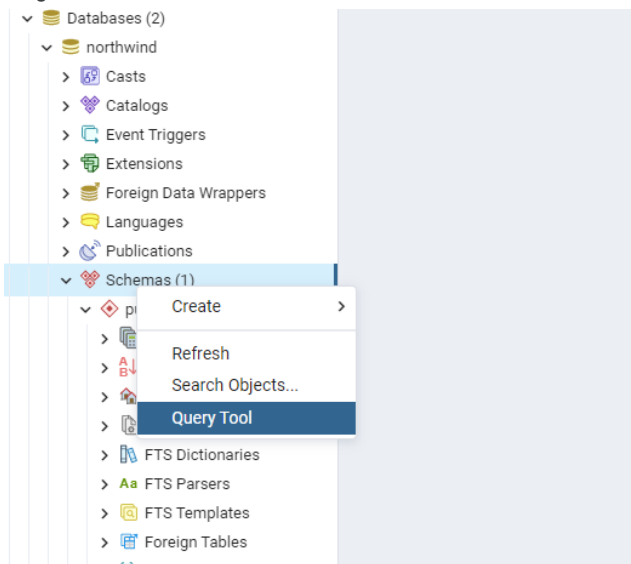 Databases (2)
northwind
Casts
Catalogs
Event Triggers
Extensions
Foreign Data Wrappers
Languages
Publications
Schemas (1)
Create
Refresh
Search Objects...
Query Tool
FTS Dictionaries
Aa FTS Parsers
FTS Templates
Foreign Tables